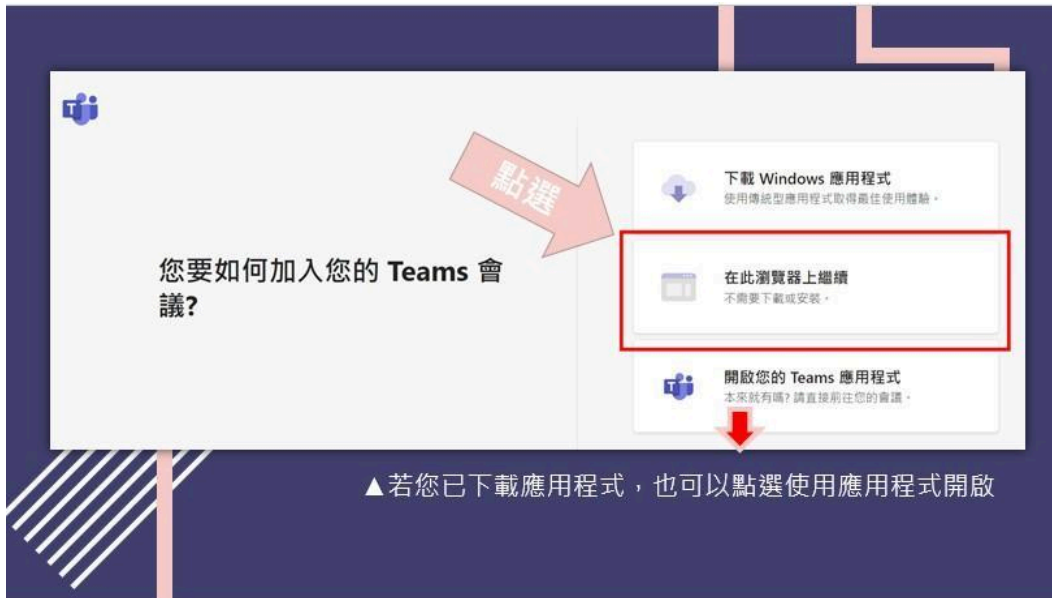 點選
您要如何加入您的 Teams 會
議?
下載 Windows 應用程式
使用傳統型應用程式取得最佳使用體驗。
在此瀏覽器上繼續
不需要下載或安裝。
開啟您的 Teams 應用程式
本來就有嗎? 請直接前往您的會議。
▲若您已下載應用程式，也可以點選使用應用程式開啟